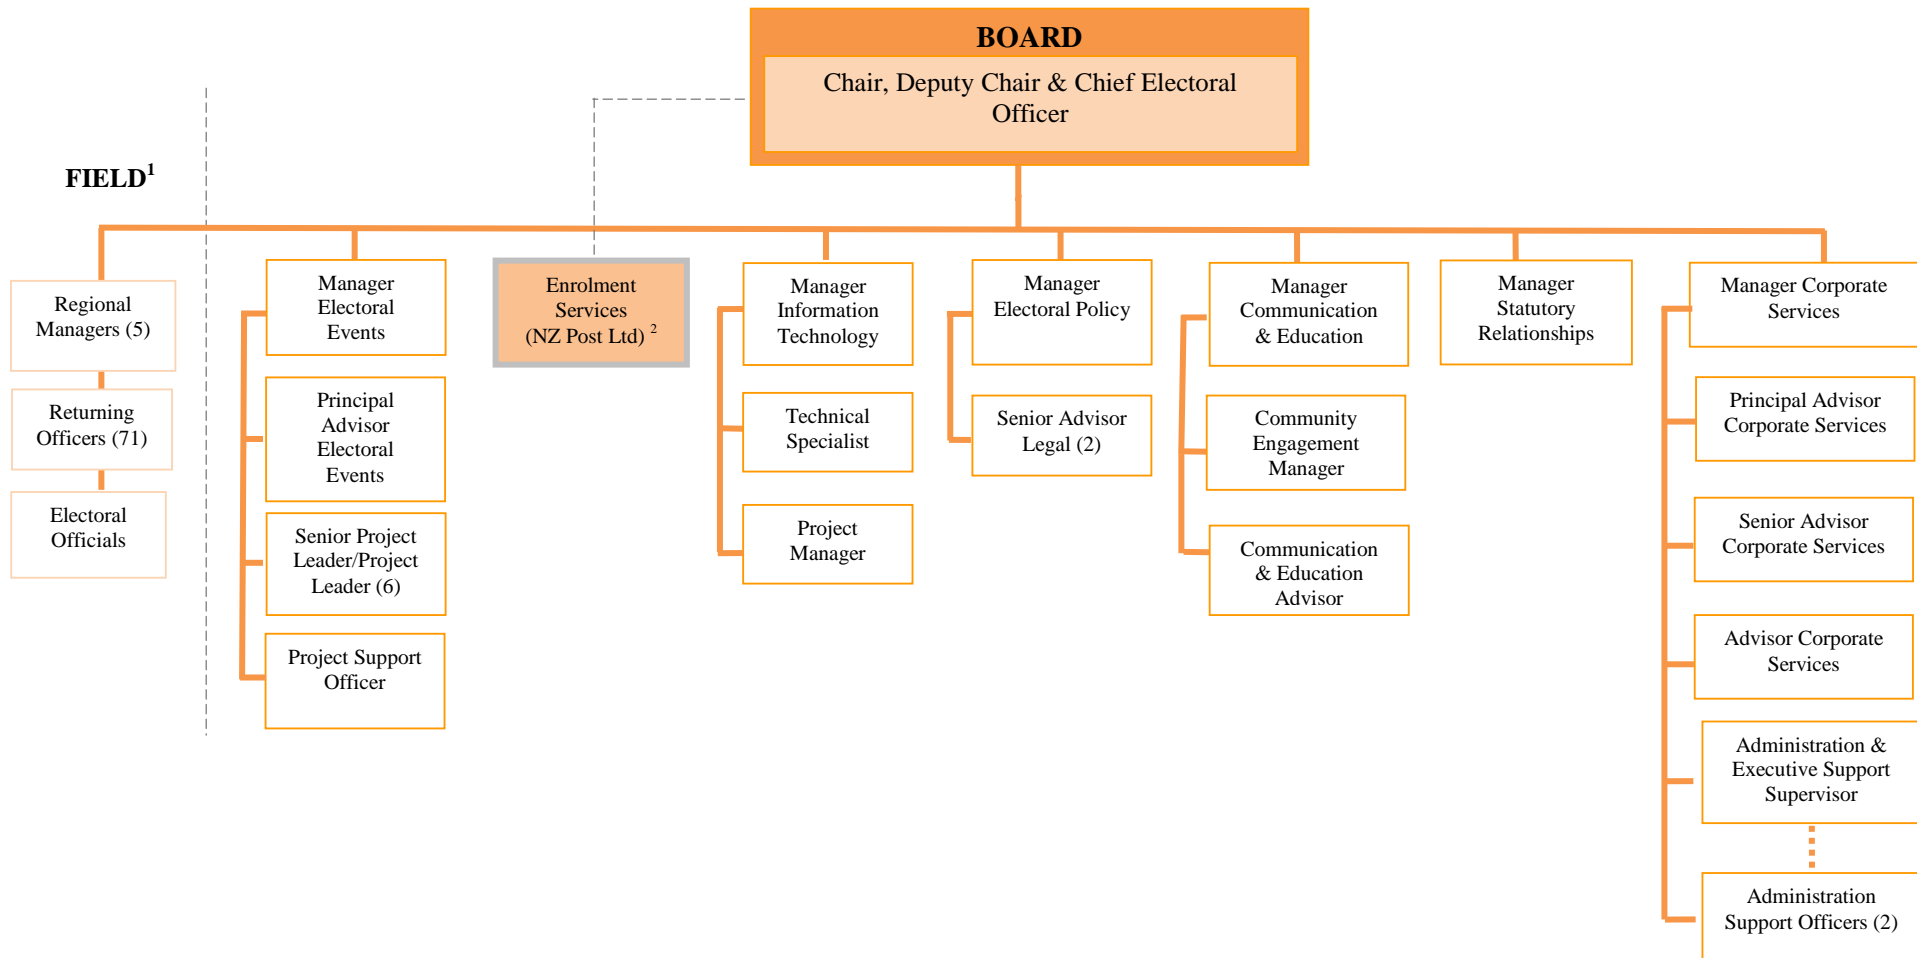 BOARD
Chair, Deputy Chair & Chief Electoral
Officer
FIELD1
Regional
Managers (5)
Returning
Officers (71)
Electoral
Officials
Manager
Electoral
Events
Principal
Advisor
Electoral
Events
Senior Project
Leader/Project
Leader (6)
Project Support
Officer
Enrolment
Services
(NZ Post Ltd) 2
Manager
Information
Technology
Technical
Specialist
Project
Manager
Manager
Electoral Policy
Senior Advisor
Legal (2)
Manager
Communication
& Education
Community
Engagement
Manager
Communication
& Education
Advisor
Manager
Statutory
Relationships
Manager Corporate
Services
Principal Advisor
Corporate Services
Senior Advisor
Corporate Services
Advisor Corporate
Services
Administration &
Executive Support
Supervisor
Administration
Support Officers (2)